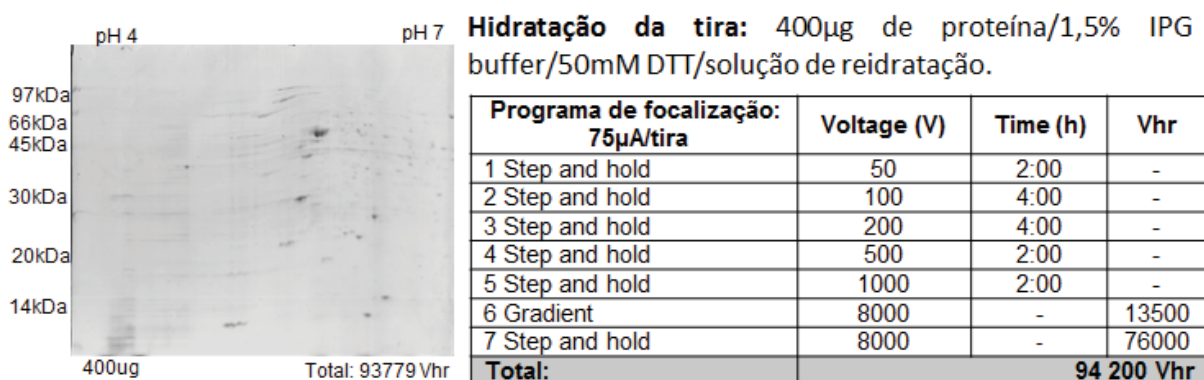 pH 4 pH 7
97kDa
66kDa
45kDa
30kDa
20kDa
14kDa
400ug Total: 93779 Vhr
Hidratação da tira: 400µg de proteína/1,5% IPG
buffer/50mM DTT/solução de reidratação.
Programa de focalização: 75µA/tira Voltage (V) Time (h) Vhr
1 Step and hold 50 2:00 -
2 Step and hold 100 4:00 -
3 Step and hold 200 4:00 -
4 Step and hold 500 2:00 -
5 Step and hold 1000 2:00 -
6 Gradient 8000 - 13500
7 Step and hold 8000 - 76000
Total: 94 200 Vhr